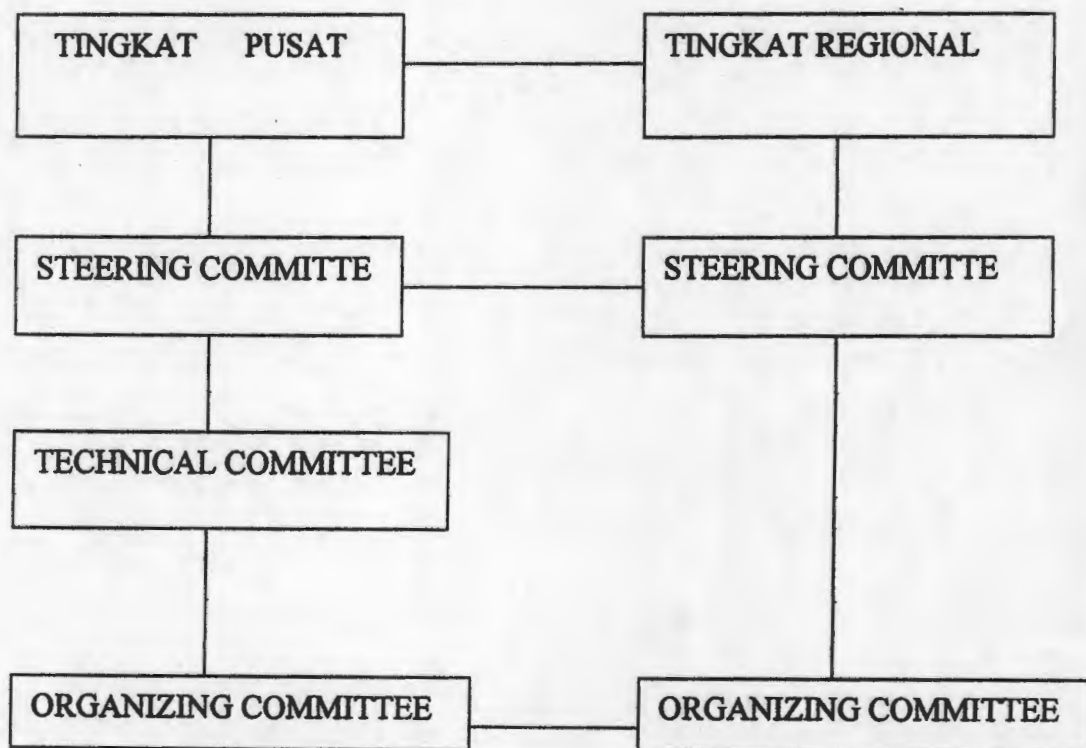 TINGKAT PUSAT
TINGKAT REGIONAL
STEERING COMMITTE
STEERING COMMITTE
TECHNICAL COMMITTEE
ORGANIZING COMMITTEE
ORGANIZING COMMITTEE